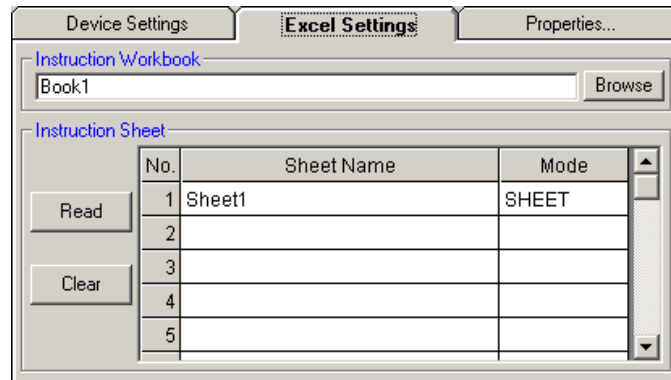 Device Settings Excel Settings Properties...
Instruction Workbook
Book1 Browse
Instruction Sheet
No. Sheet Name Mode
Read
Clear
1 Sheet1 SHEET
2
3
4
5